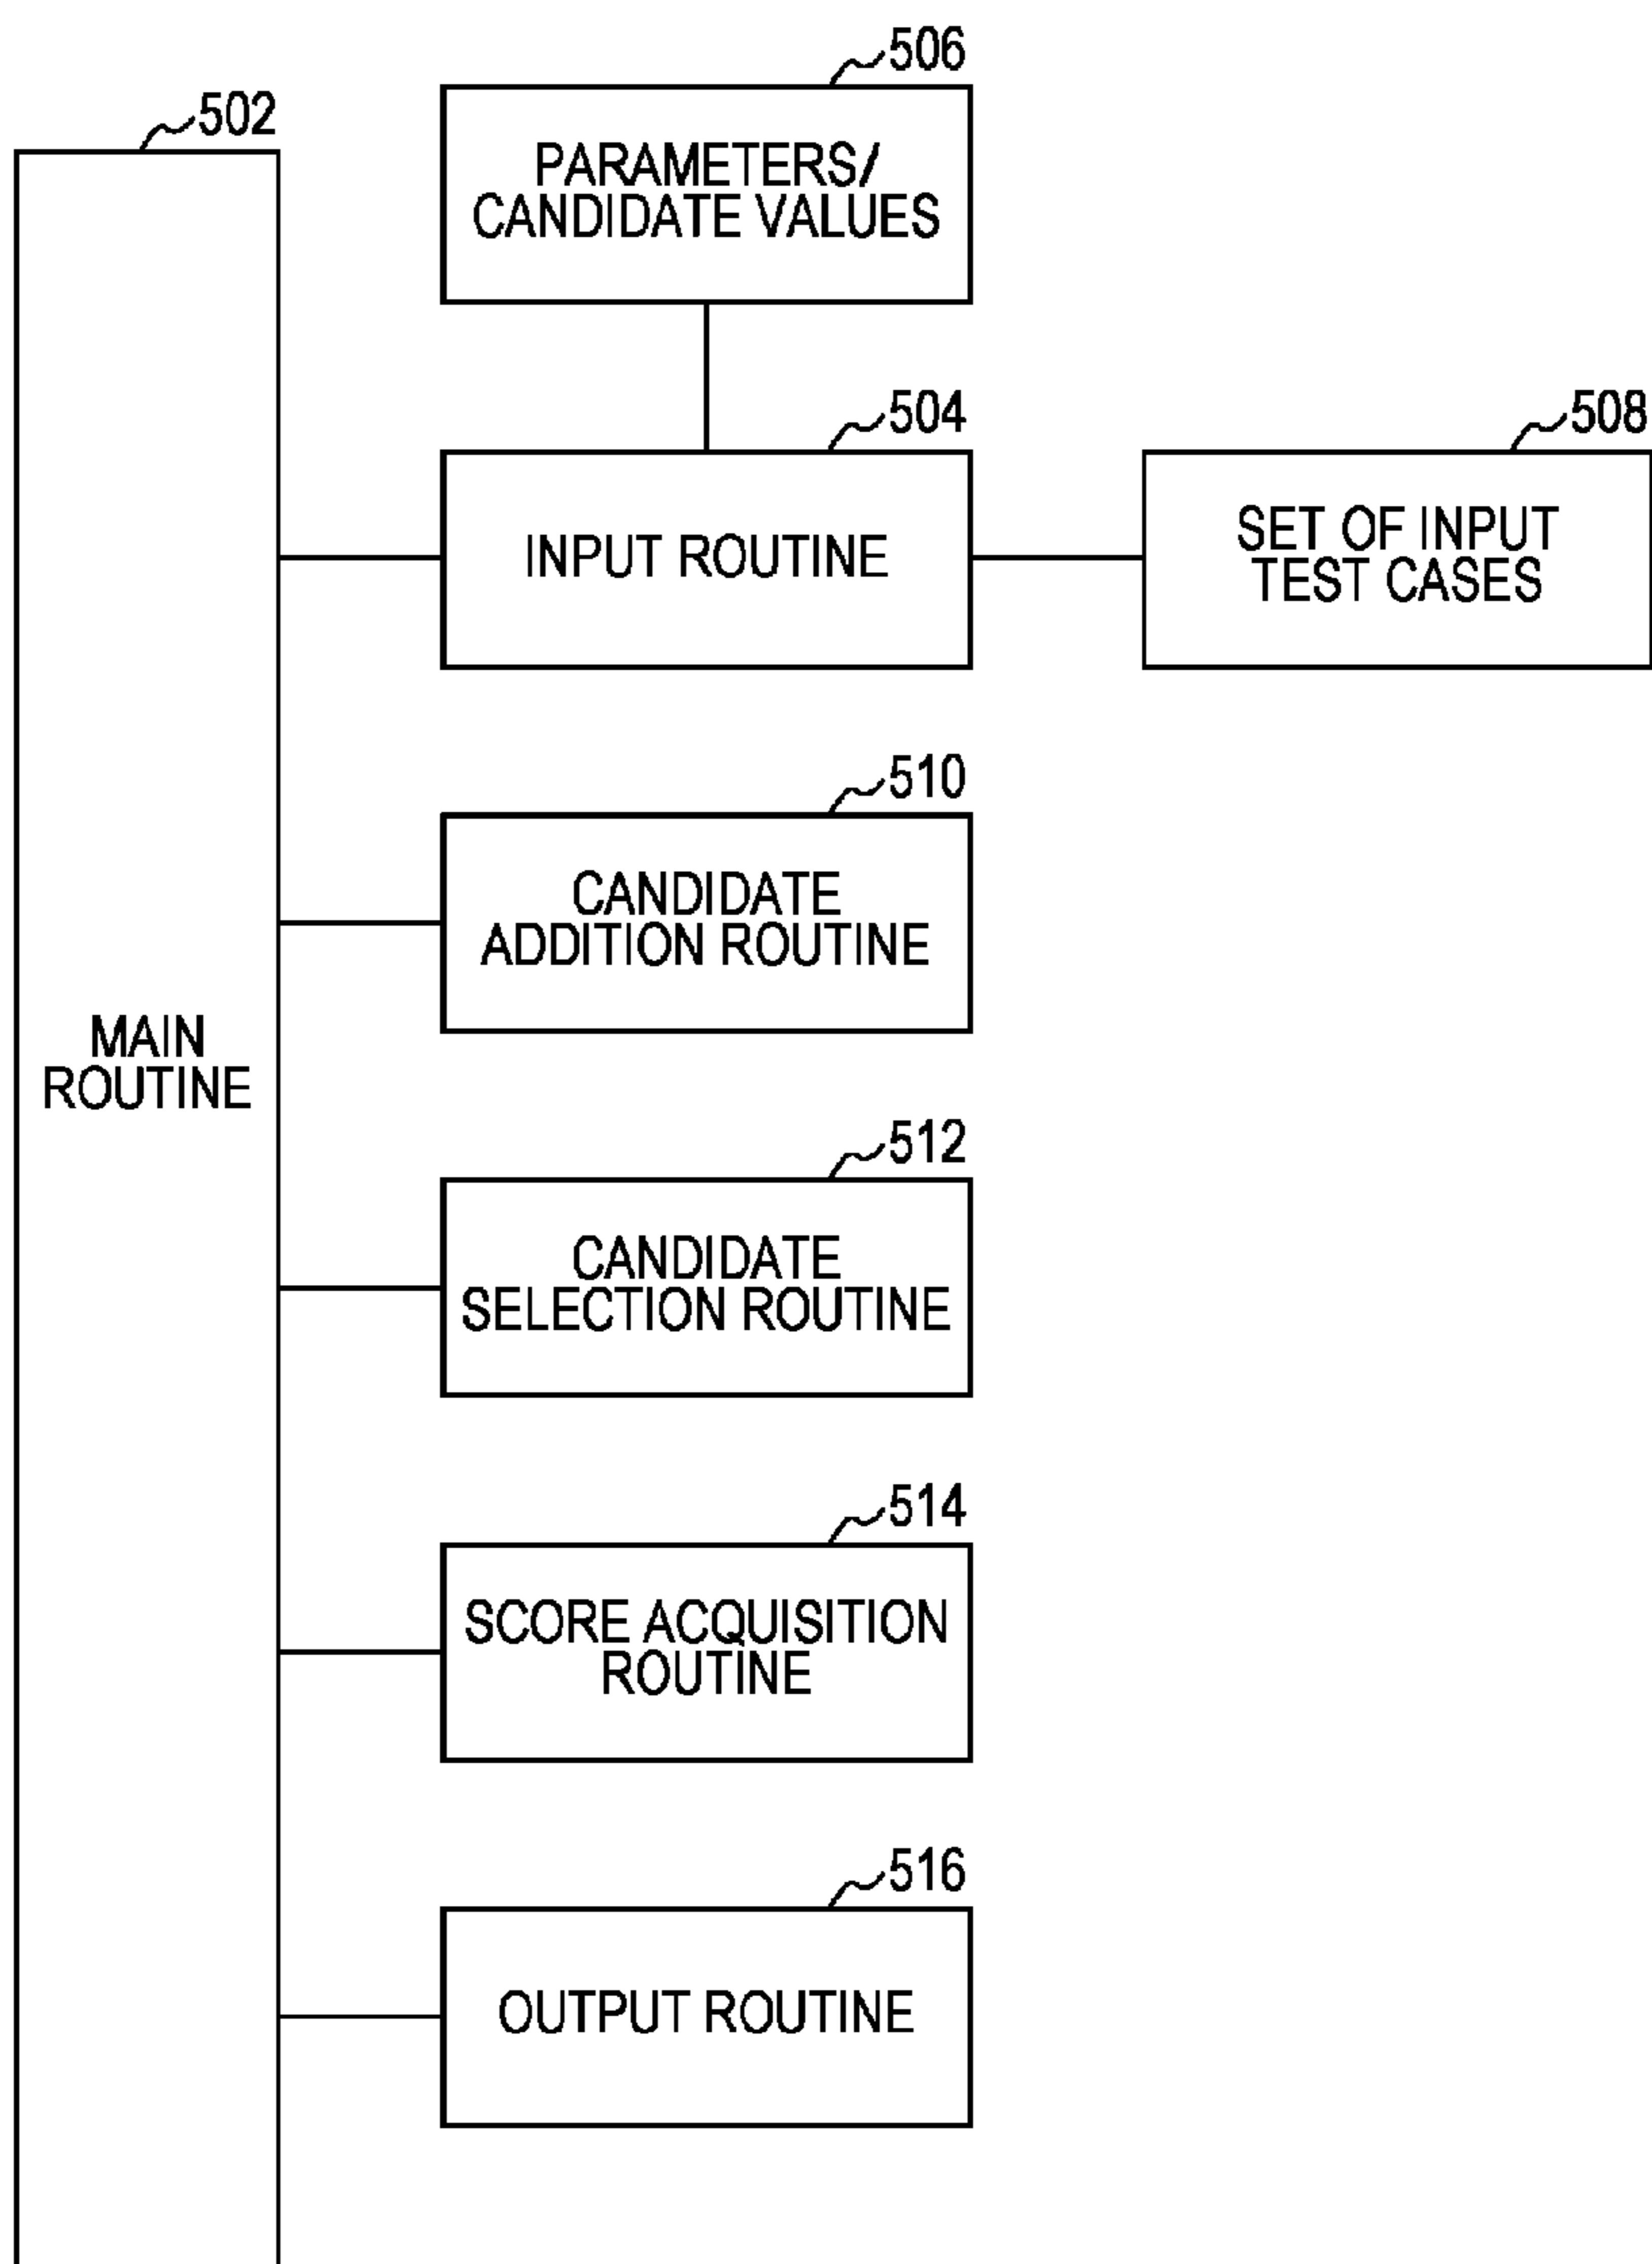 506
502
PARAMETERS/
CANDIDATE VALUES
504
508
INPUT ROUTINE
SET OF INPUT
TEST CASES
510
CANDIDATE
ADDITION ROUTINE
MAIN
ROUTINE
512
CANDIDATE
SELECTION ROUTINE
514
SCORE ACQUISITION
ROUTINE
516
OUTPUT ROUTINE